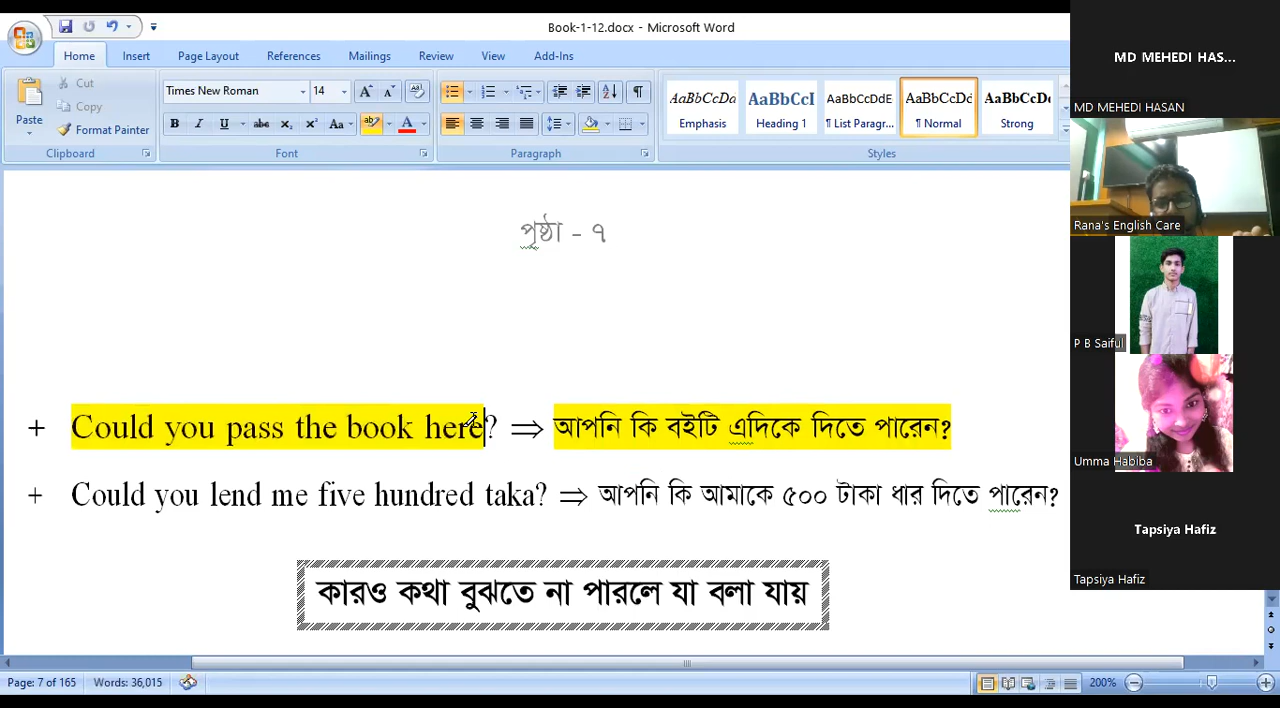 Book-1-12.docx - Microsoft Word
Home Insert Page Layout References Mailings Review View Add-Ins
Paste
Cut
Copy
Format Painter
Clipboard
Times New Roman 14
Font
Paragraph
AaBbCcDd Emphasis
AaBbCcI Heading 1
AaBbCcDdE ¶ List Paragr...
AaBbCcDc ¶ Normal
AaBbCcDc Strong
Styles
পৃষ্ঠা - ৭
+ Could you pass the book here? ⇒ আপনি কি বইটি এদিকে দিতে পারেন?
+ Could you lend me five hundred taka? ⇒ আপনি কি আমাকে ৫০০ টাকা ধার দিতে পারেন?
কারও কথা বুঝতে না পারলে যা বলা যায়
Page: 7 of 165 Words: 36,015 200%
MD MEHEDI HAS...
MD MEHEDI HASAN
Rana's English Care
P B Saiful
Umma Habiba
Tapsiya Hafiz
Tapsiya Hafiz